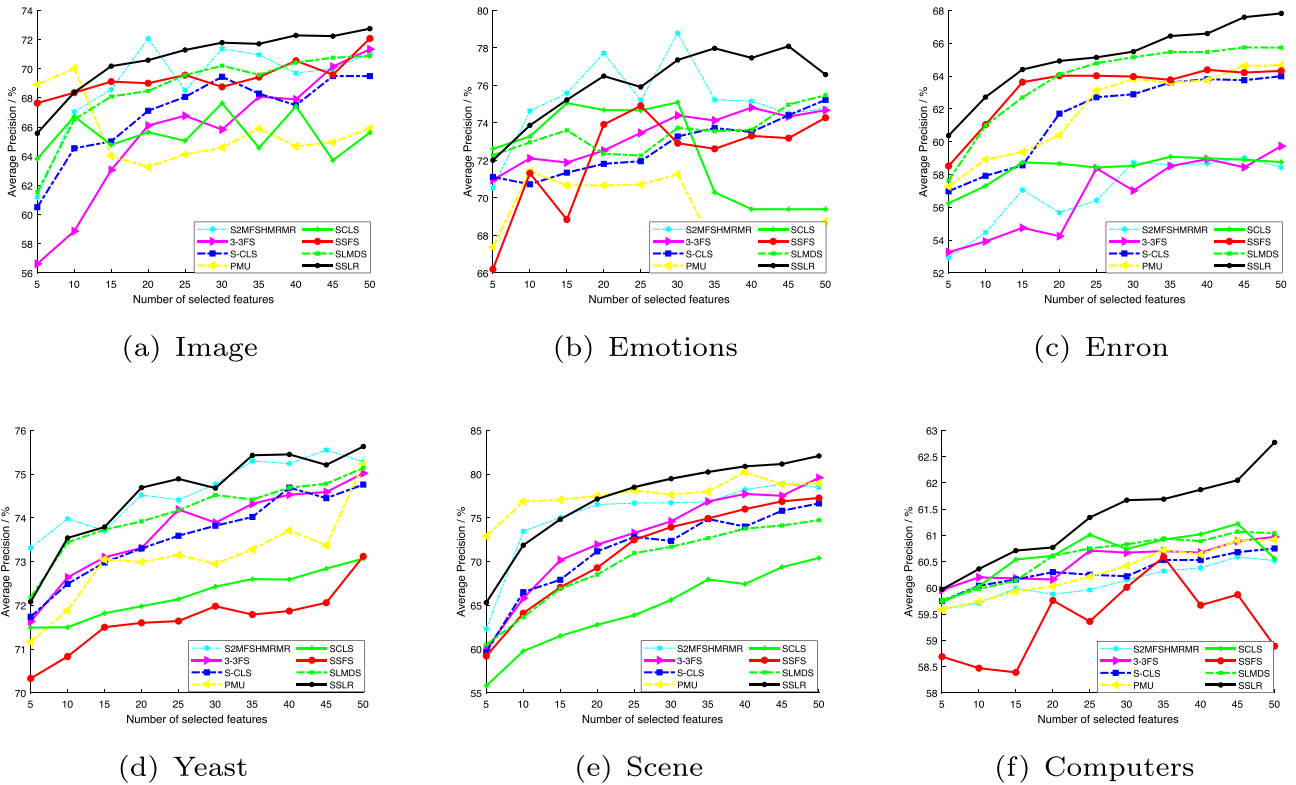 74
72
70
68
66
64
62
60
58
56
Average Precision / %
5 10 15 20 25 30 35 40 45 50
Number of selected features
S2MFSHMRMR SCLS
3-3FS SSFS
S-CLS SLMDS
PMU SSLR
(a) Image
80
78
76
74
72
70
68
66
Average Precision / %
5 10 15 20 25 30 35 40 45 50
Number of selected features
S2MFSHMRMR SCLS
3-3FS SSFS
S-CLS SLMDS
PMU SSLR
(b) Emotions
68
66
64
62
60
58
56
54
52
Average Precision / %
5 10 15 20 25 30 35 40 45 50
Number of selected features
S2MFSHMRMR SCLS
3-3FS SSFS
S-CLS SLMDS
PMU SSLR
(c) Enron
76
75
74
73
72
71
70
Average Precision / %
5 10 15 20 25 30 35 40 45 50
Number of selected features
S2MFSHMRMR SCLS
3-3FS SSFS
S-CLS SLMDS
PMU SSLR
(d) Yeast
85
80
75
70
65
60
55
Average Precision / %
5 10 15 20 25 30 35 40 45 50
Number of selected features
S2MFSHMRMR SCLS
3-3FS SSFS
S-CLS SLMDS
PMU SSLR
(e) Scene
63
62.5
62
61.5
61
60.5
60
59.5
59
58.5
58
Average Precision / %
5 10 15 20 25 30 35 40 45 50
Number of selected features
S2MFSHMRMR SCLS
3-3FS SSFS
S-CLS SLMDS
PMU SSLR
(f) Computers